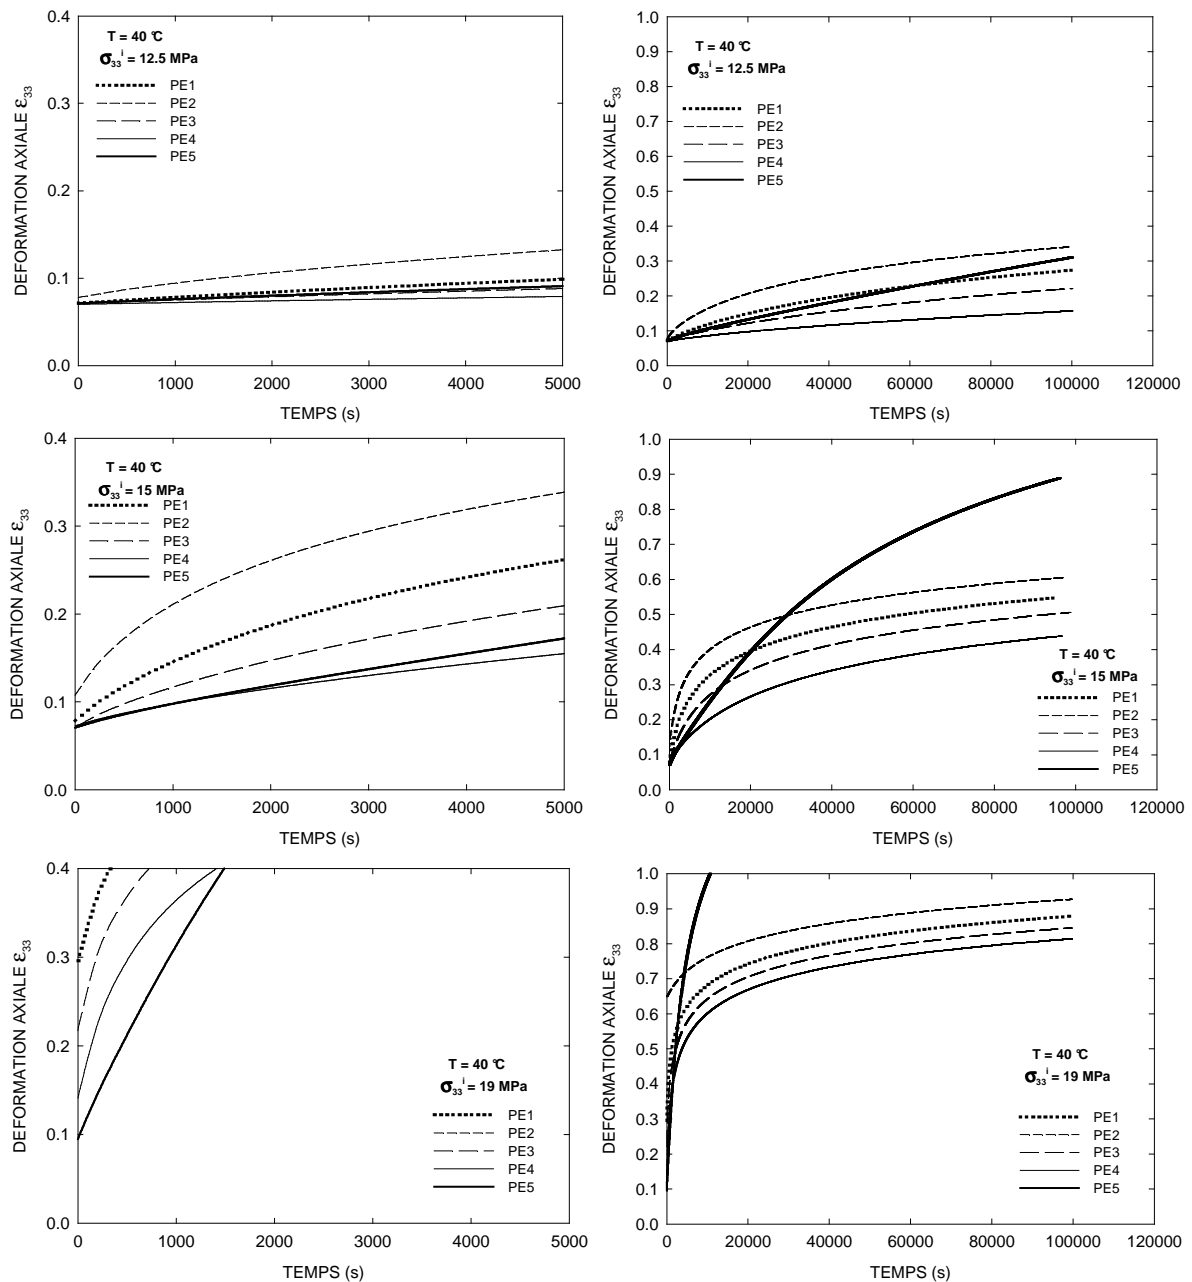 DEFORMATION AXIALE ε33
0.4
0.3
0.2
0.1
0.0
T = 40 °C
σ33 i = 12.5 MPa
PE1
PE2
PE3
PE4
PE5
0 1000 2000 3000 4000 5000
TEMPS (s)
DEFORMATION AXIALE ε33
1.0
0.9
0.8
0.7
0.6
0.5
0.4
0.3
0.2
0.1
0.0
T = 40 °C
σ33 i = 12.5 MPa
PE1
PE2
PE3
PE4
PE5
0 20000 40000 60000 80000 100000 120000
TEMPS (s)
DEFORMATION AXIALE ε33
0.4
0.3
0.2
0.1
0.0
T = 40 °C
σ33 i = 15 MPa
PE1
PE2
PE3
PE4
PE5
0 1000 2000 3000 4000 5000
TEMPS (s)
DEFORMATION AXIALE ε33
1.0
0.9
0.8
0.7
0.6
0.5
0.4
0.3
0.2
0.1
0.0
T = 40 °C
σ33 i = 15 MPa
PE1
PE2
PE3
PE4
PE5
0 20000 40000 60000 80000 100000 120000
TEMPS (s)
DEFORMATION AXIALE ε33
0.4
0.3
0.2
0.1
0.0
T = 40 °C
σ33 i = 19 MPa
PE1
PE2
PE3
PE4
PE5
0 1000 2000 3000 4000 5000
TEMPS (s)
DEFORMATION AXIALE ε33
1.0
0.9
0.8
0.7
0.6
0.5
0.4
0.3
0.2
0.1
0.0
T = 40 °C
σ33 i = 19 MPa
PE1
PE2
PE3
PE4
PE5
0 20000 40000 60000 80000 100000 120000
TEMPS (s)